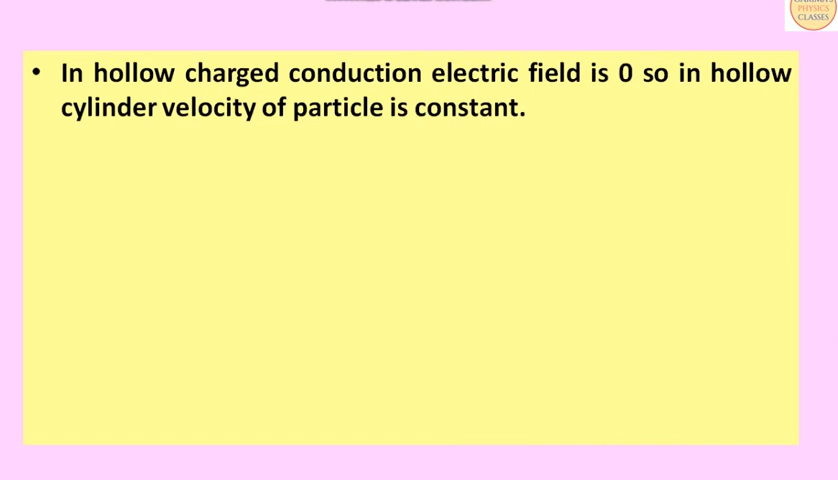 PHYSICS
CLASSES
• In hollow charged conduction electric field is 0 so in hollow
cylinder velocity of particle is constant.